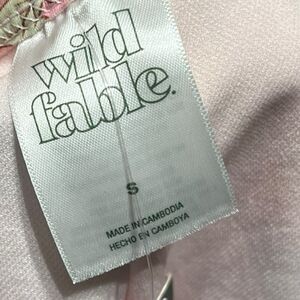 wild
fable.
S
MADE IN CAMBODIA
HECHO EN CAMBOYA